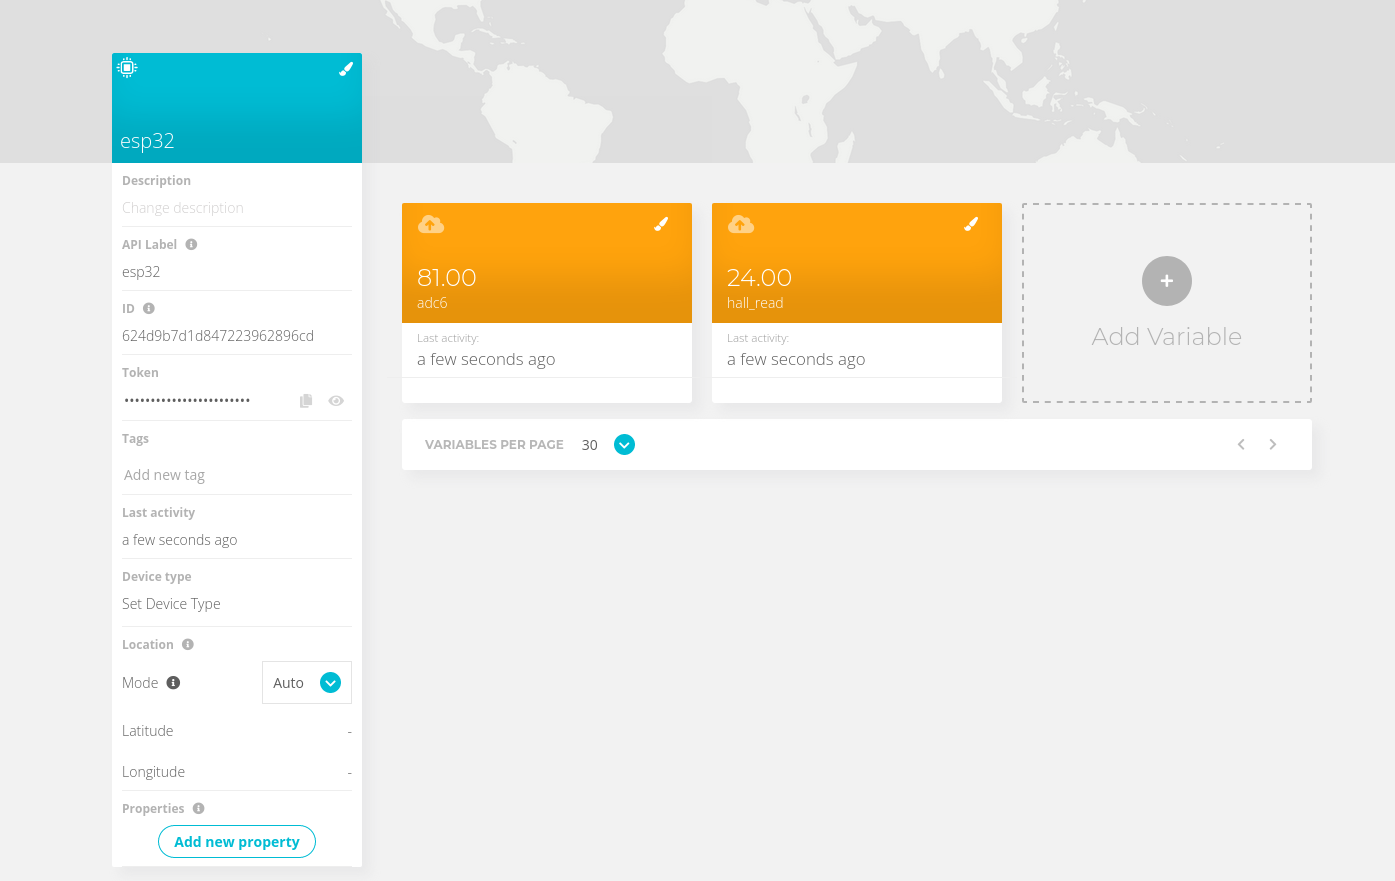 esp32
Description
Change description
API Label
esp32
ID
624d9b7d1d847223962896cd
Token
••••••••••••••••••••••••
Tags
Add new tag
Last activity
a few seconds ago
Device type
Set Device Type
Location
Mode Auto
Latitude -
Longitude -
Properties
Add new property
81.00
adc6
Last activity:
a few seconds ago
24.00
hall_read
Last activity:
a few seconds ago
Add Variable
VARIABLES PER PAGE 30